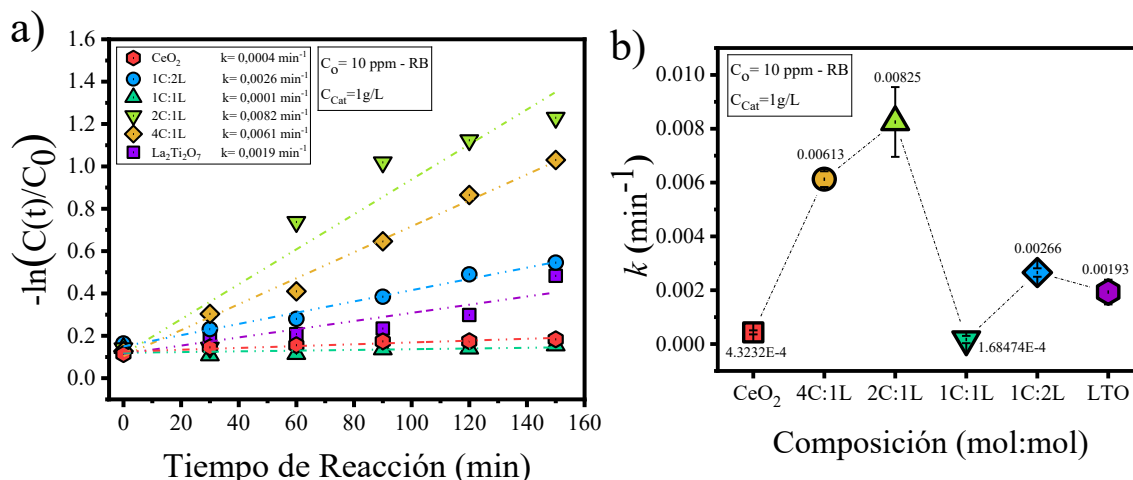 a)
-ln(C(t)/C₀)
1.6
1.4
1.2
1.0
0.8
0.6
0.4
0.2
0.0
CeO₂ k= 0,0004 min⁻¹
1C:2L k= 0,0026 min⁻¹
1C:1L k= 0,0001 min⁻¹
2C:1L k= 0,0082 min⁻¹
4C:1L k= 0,0061 min⁻¹
La₂Ti₂O₇ k= 0,0019 min⁻¹
Cₒ= 10 ppm - RB
C_Cat=1g/L
0 20 40 60 80 100 120 140 160
Tiempo de Reacción (min)
b)
k (min⁻¹)
0.010
0.008
0.006
0.004
0.002
0.000
Cₒ= 10 ppm - RB
C_Cat=1g/L
0.00825
0.00613
0.00266
0.00193
4.3232E-4
1.68474E-4
CeO₂ 4C:1L 2C:1L 1C:1L 1C:2L LTO
Composición (mol:mol)